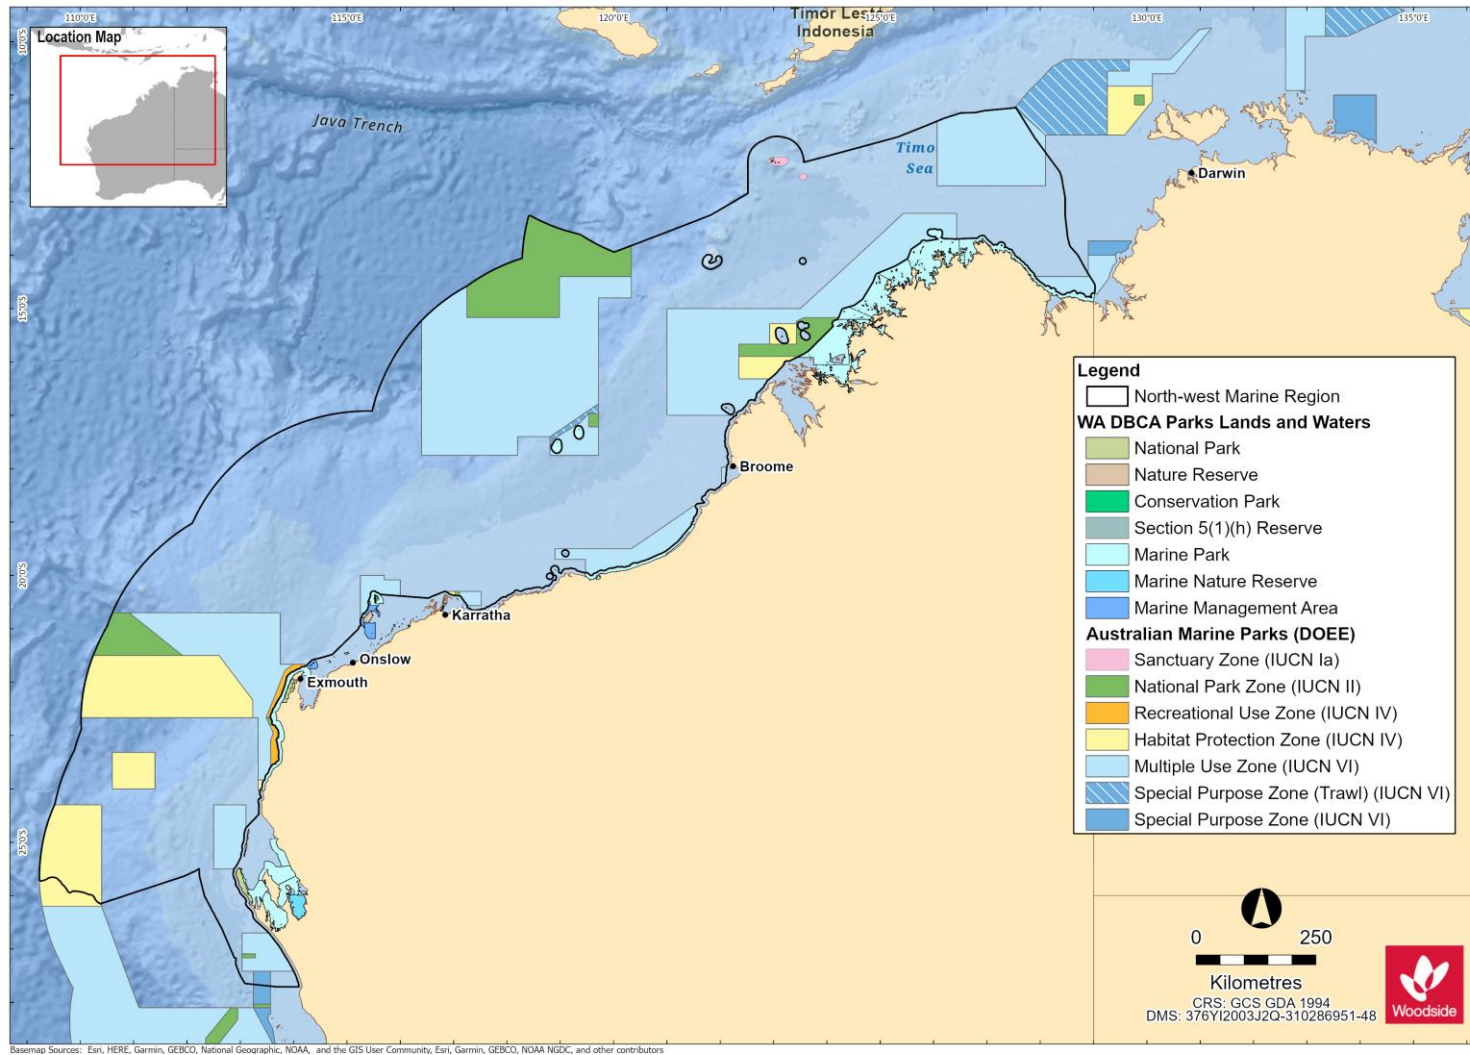 110°0'E
115°0'E
120°0'E
125°0'E
130°0'E
135°0'E
Location Map
Timor Lest
Indonesia
10°0'S
Java Trench
Timo
Sea
Darwin
15°0'S
Legend
North-west Marine Region
WA DBCA Parks Lands and Waters
National Park
Nature Reserve
Conservation Park
Section 5(1)(h) Reserve
Marine Park
Marine Nature Reserve
Marine Management Area
Australian Marine Parks (DOEE)
Sanctuary Zone (IUCN Ia)
National Park Zone (IUCN II)
Recreational Use Zone (IUCN IV)
Habitat Protection Zone (IUCN IV)
Multiple Use Zone (IUCN VI)
Special Purpose Zone (Trawl) (IUCN VI)
Special Purpose Zone (IUCN VI)
Broome
20°0'S
Karratha
Onslow
Exmouth
25°0'S
0 250
Kilometres
CRS: GCS GDA 1994
DMS: 376YI2003J2Q-310286951-48
Woodside
Basemap Sources: Esri, HERE, Garmin, GEBCO, National Geographic, NOAA, and the GIS User Community, Esri, Garmin, GEBCO, NOAA NGDC, and other contributors